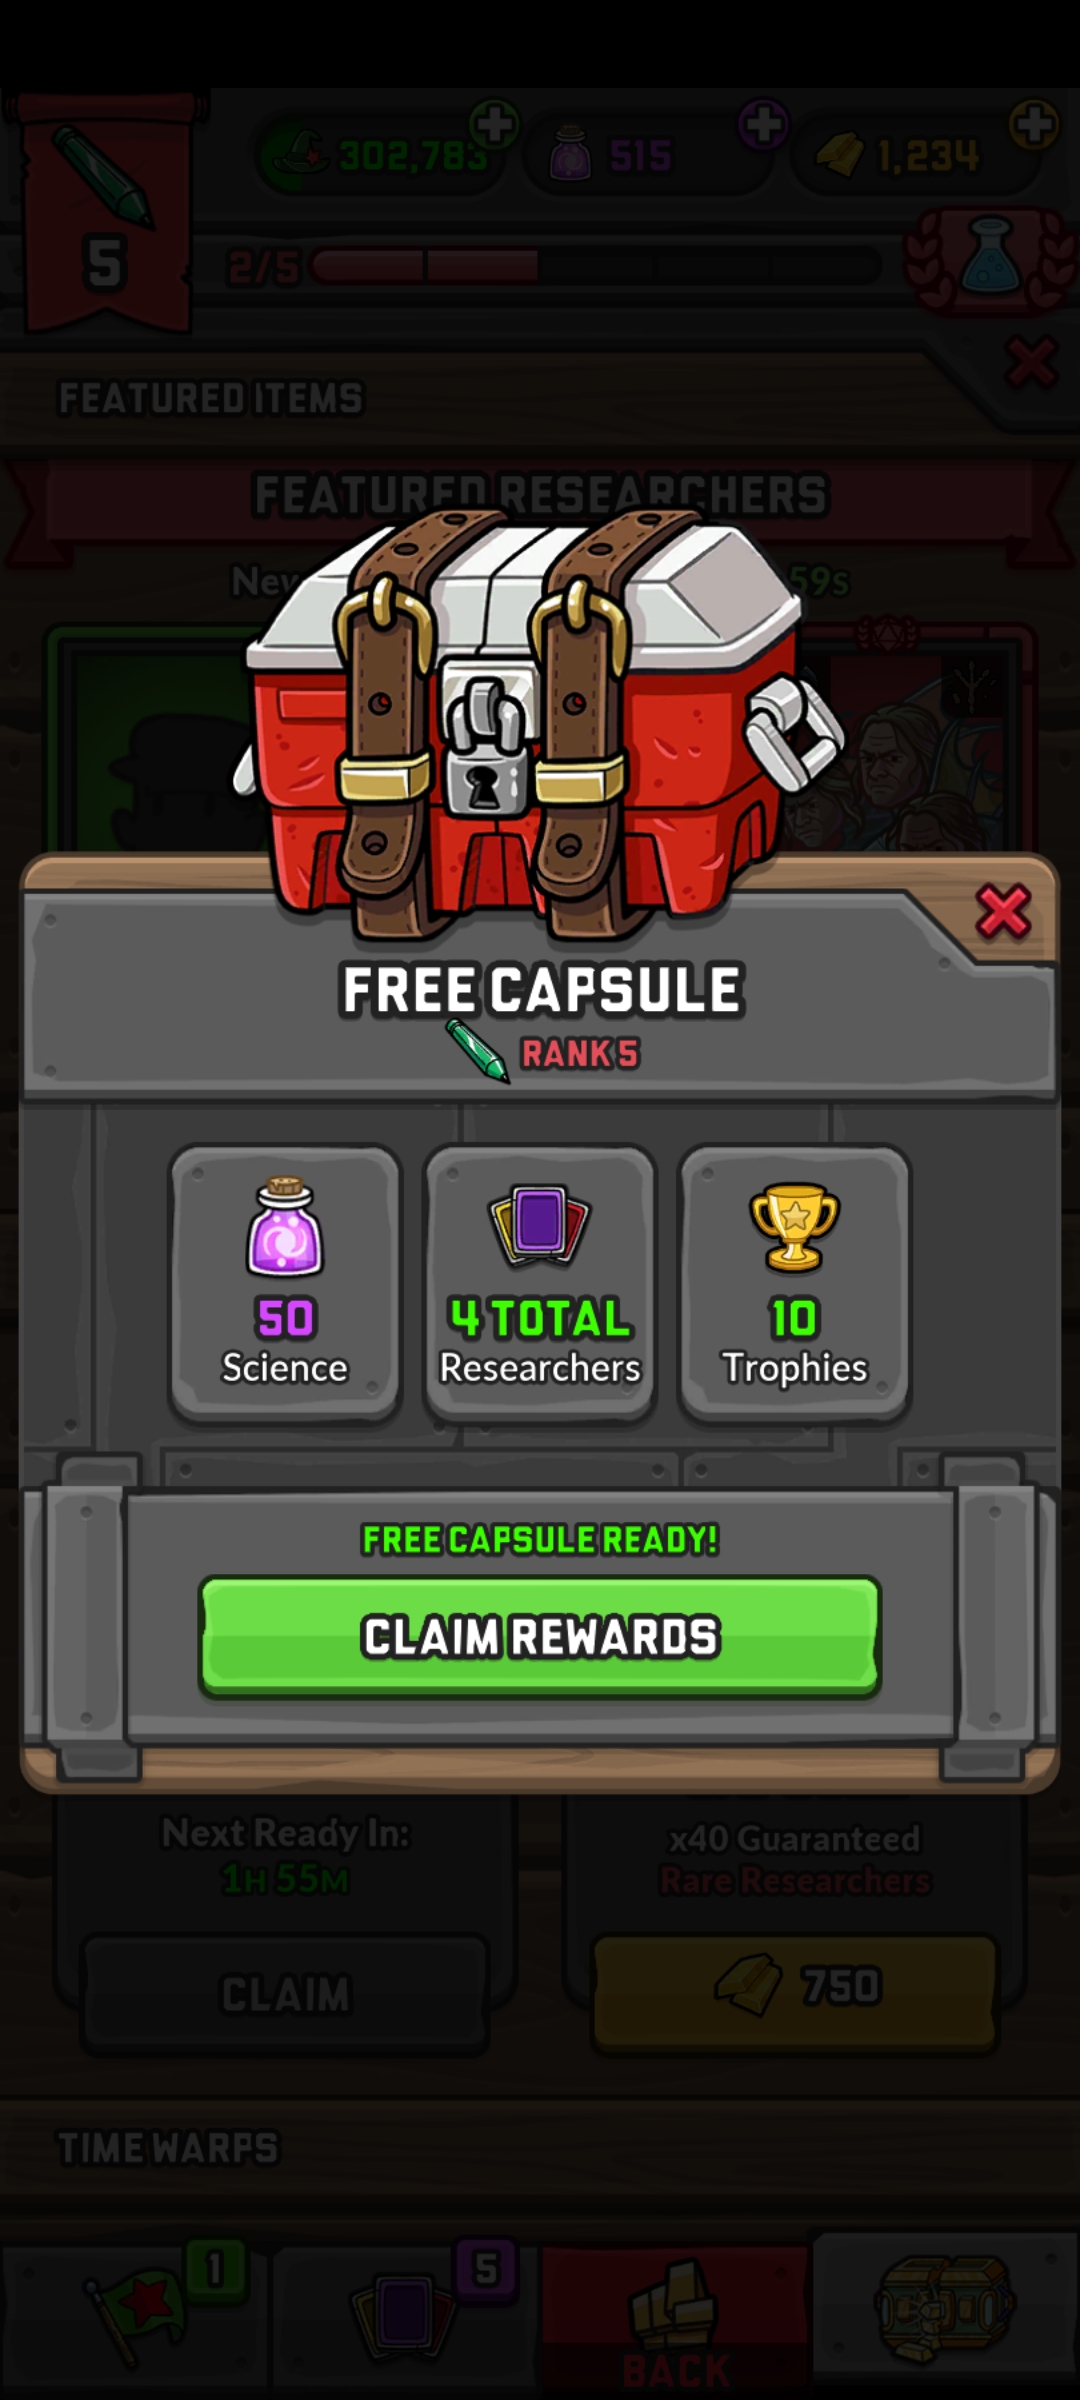 302,783
515
1,234
5
2/5
FEATURED ITEMS
FEATURED RESEARCHERS
New
59s
FREE CAPSULE
RANK 5
50
Science
4 TOTAL
Researchers
10
Trophies
FREE CAPSULE READY!
CLAIM REWARDS
Next Ready In:
1H 55M
x40 Guaranteed
Rare Researchers
CLAIM
750
TIME WARPS
1
5
BACK